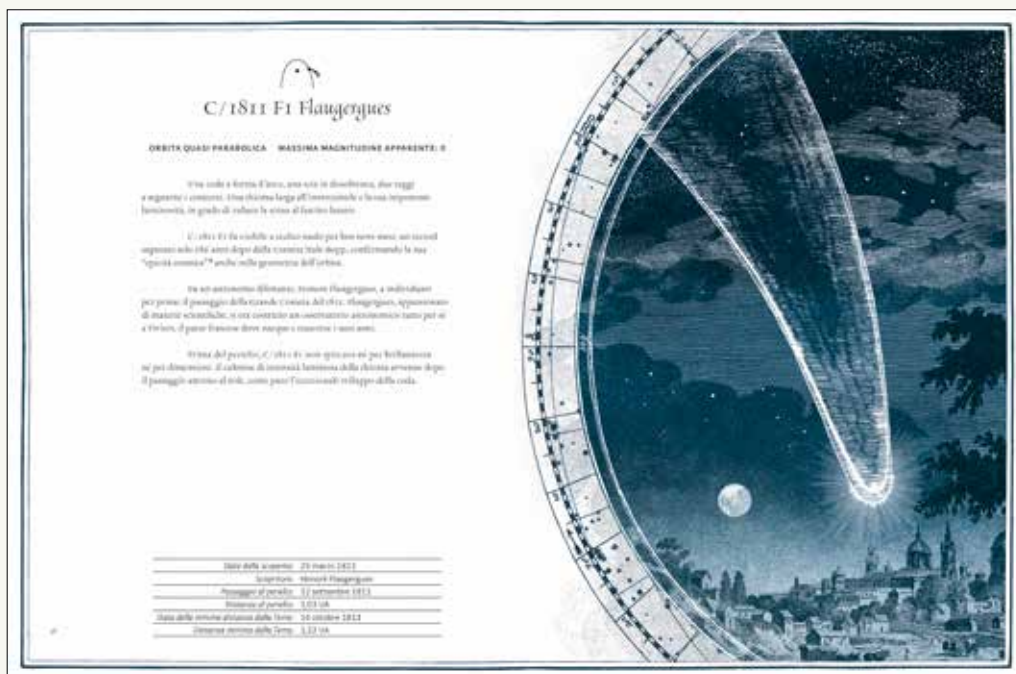 C/1811 F1 Flaugergues
ORBITA QUASI PARABOLICA MASSIMA MAGNITUDINE APPARENTE: 0
Una coda a forma d'arco, una scia in dissolvenza, due raggi
a segnarne i contorni. Una chioma larga all'inverosimile e la sua imponente
luminosità, in grado di rubare la scena al
C/1811 F1 fu visibile a occhio nudo per ben nove mesi, un record
superato solo 186 anni dopo dalla cometa Hale-Bopp, confermando la sua
anche nella geometria dell'orbita.
Fu un astronomo dilettante, Honoré Flaugergues, a individuare
per primo il passaggio della Grande Cometa del 1811. Flaugergues, appassionato
di materie scientifiche, si era costruito un osservatorio astronomico tutto per sé
a Viviers, il paese francese dove nacque e trascorse i suoi anni.
Prima del perielio, C/1811 F1 non spiccava né per brillantezza
né per dimensione. Il culmine di intensità luminosa della chioma avvenne dopo
il passaggio attorno al Sole, come pure l'eccezionale sviluppo della coda.
Data della scoperta 25 marzo 1811
Scopritore Honoré Flaugergues
Passaggio al perielio 12 settembre 1811
Distanza al perielio 1,03 UA
Data della minima distanza dalla Terra 16 ottobre 1811
Distanza minima dalla Terra 1,22 UA